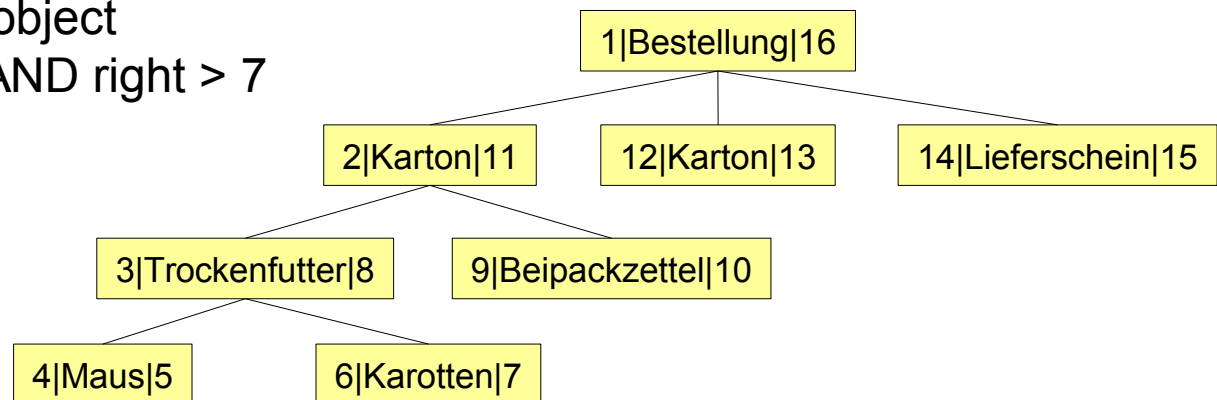 object
AND right > 7
1|Bestellung|16
2|Karton|11
12|Karton|13
14|Lieferschein|15
3|Trockenfutter|8
9|Beipackzettel|10
4|Maus|5
6|Karotten|7